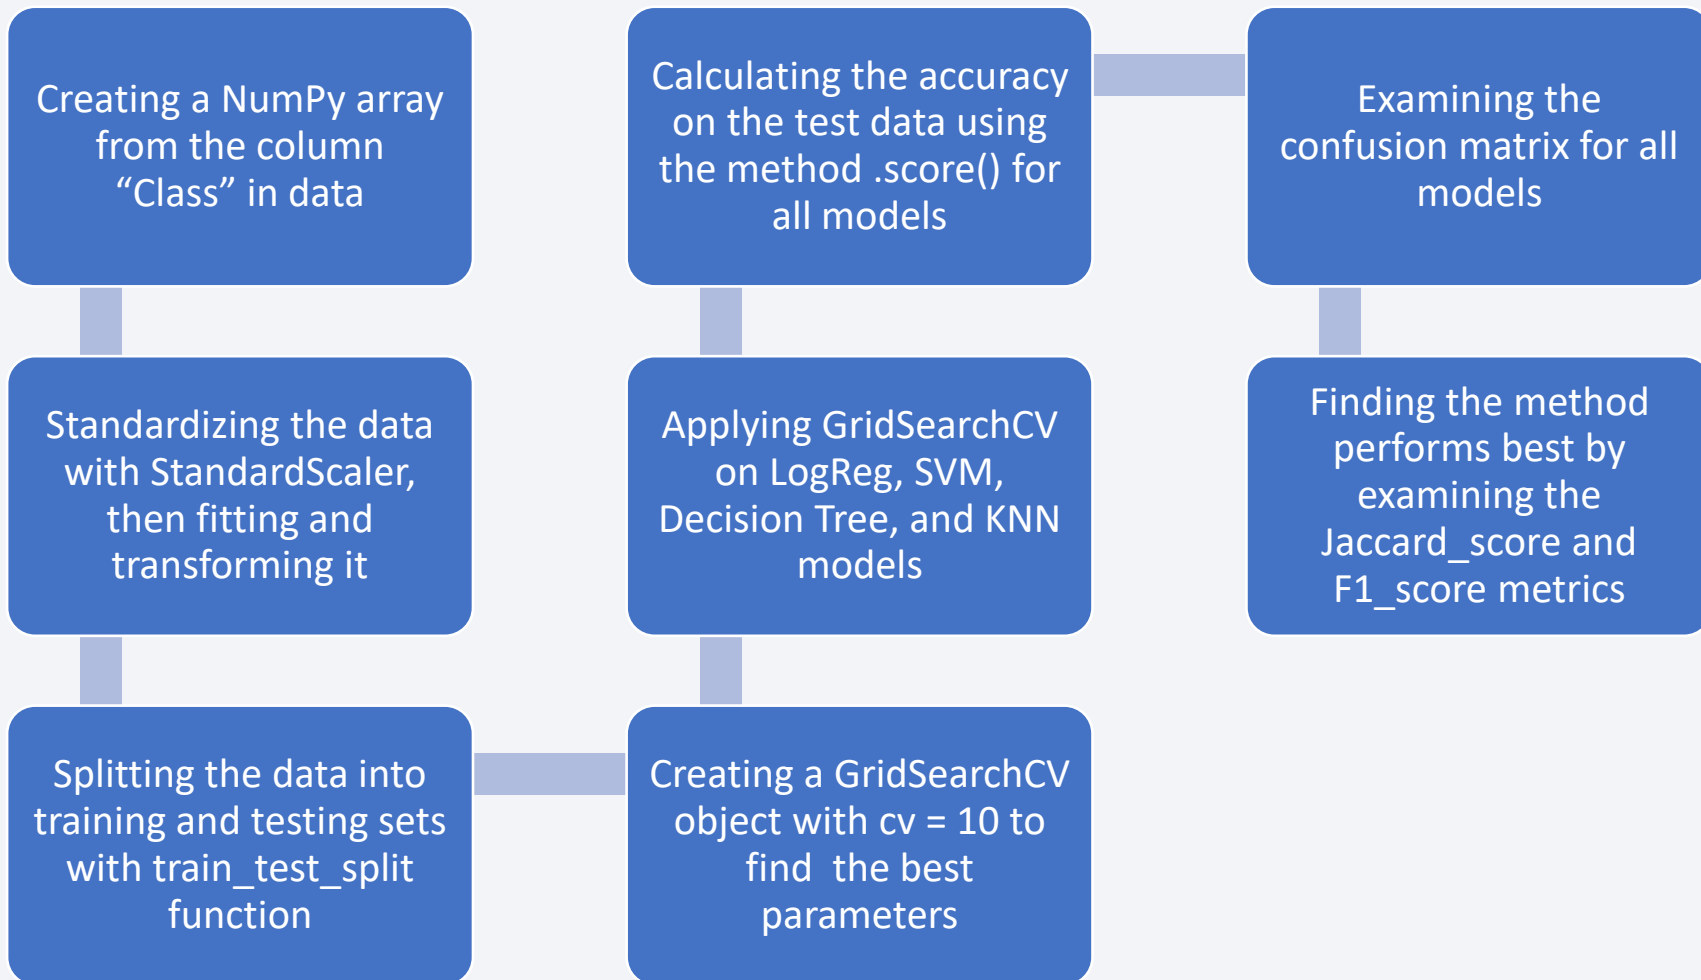 Creating a NumPy array
from the column
“Class” in data
Standardizing the data
with StandardScaler,
then fitting and
transforming it
Splitting the data into
training and testing sets
with train_test_split
function
Creating a GridSearchCV
object with cv = 10 to
find  the best
parameters
Applying GridSearchCV
on LogReg, SVM,
Decision Tree, and KNN
models
Calculating the accuracy
on the test data using
the method .score() for
all models
Examining the
confusion matrix for all
models
Finding the method
performs best by
examining the
Jaccard_score and
F1_score metrics